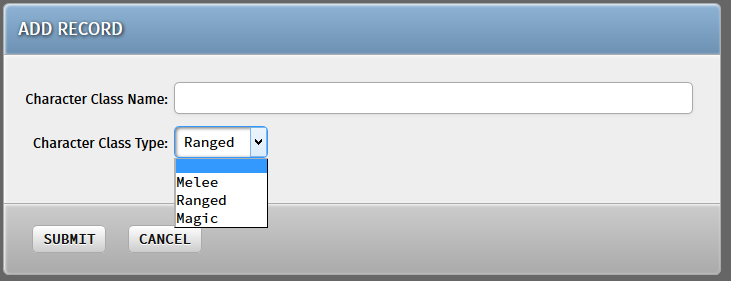 ADD RECORD
Character Class Name:
Character Class Type: Ranged
Melee
Ranged
Magic
SUBMIT CANCEL